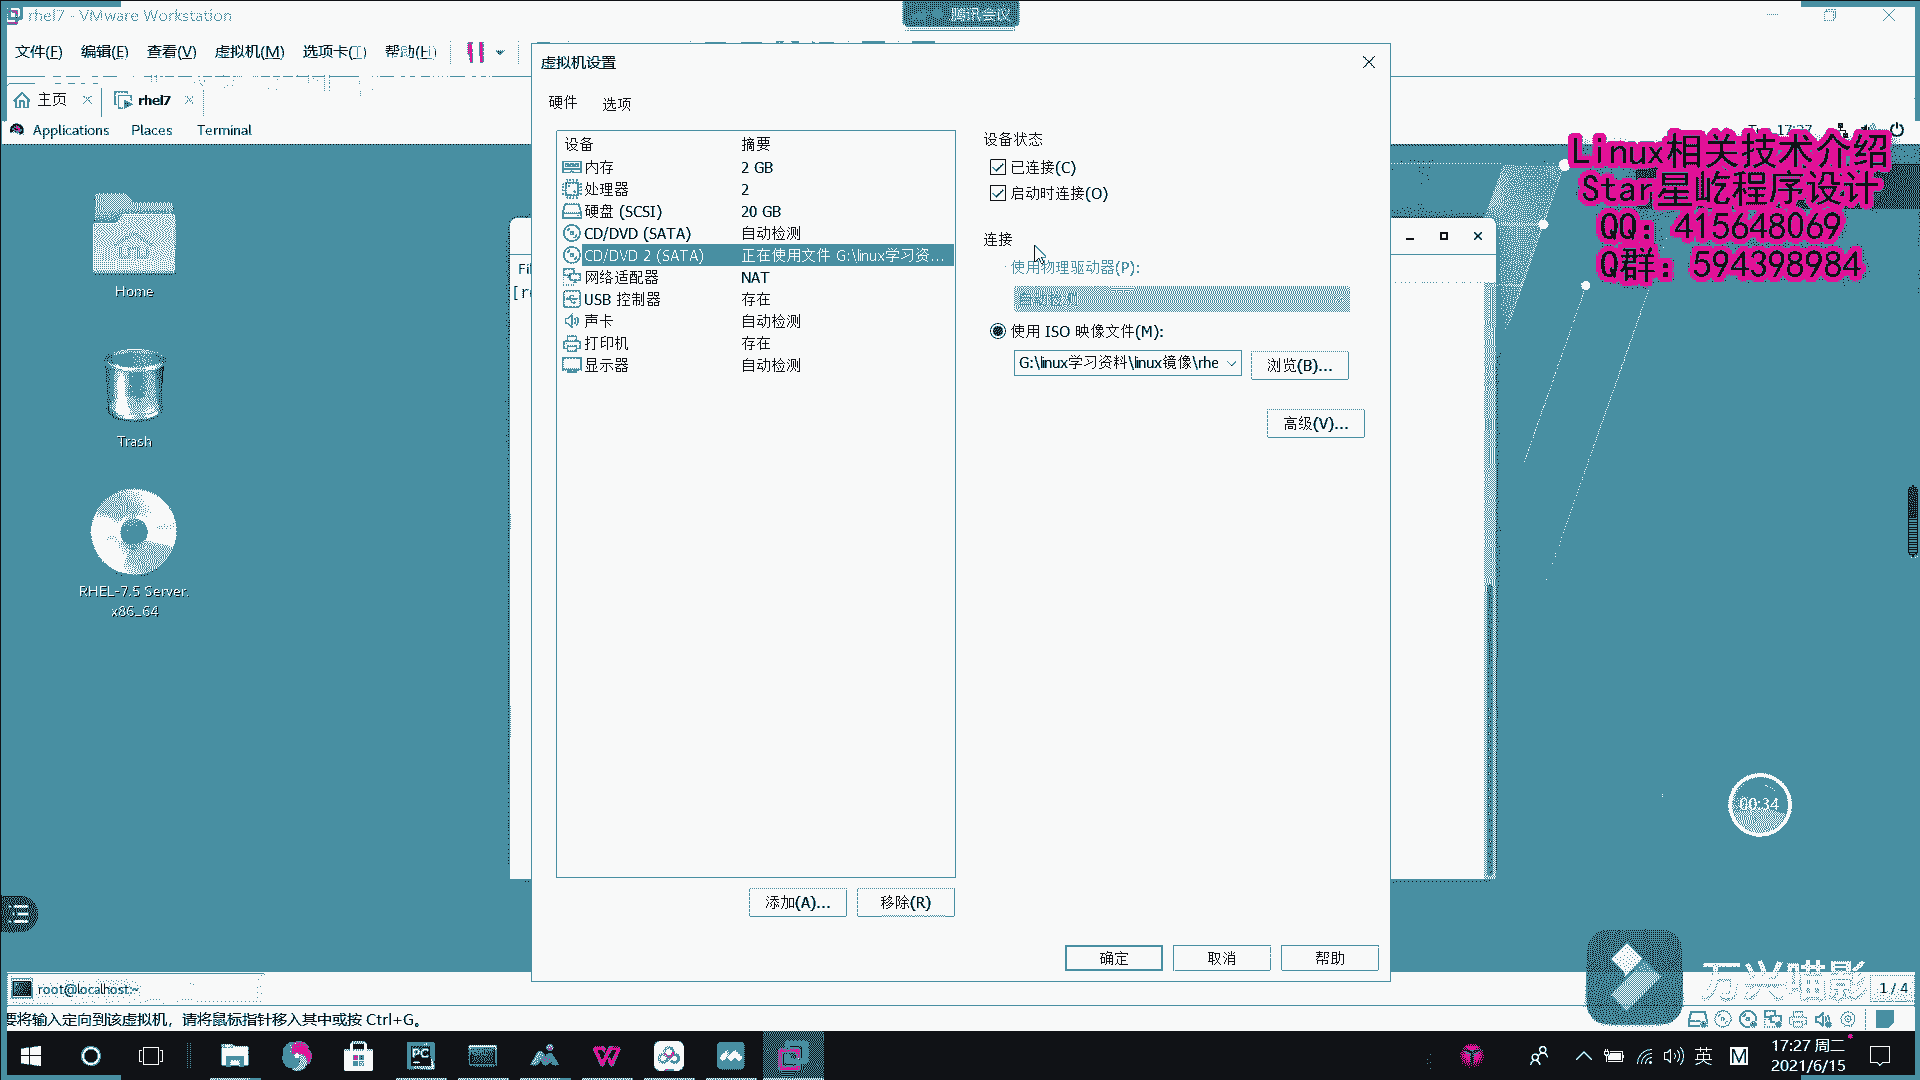 rhel7 - VMware Workstation
腾讯会议
文件(F) 编辑(E) 查看(V) 虚拟机(M) 选项卡(T) 帮助(H)
主页 rhel7
Applications Places Terminal
17:27
Linux相关技术介绍
Star星屹程序设计
QQ：415648069
Q群：594398984
虚拟机设置
硬件 选项
设备 摘要
内存 2 GB
处理器 2
硬盘 (SCSI) 20 GB
CD/DVD (SATA) 自动检测
CD/DVD 2 (SATA) 正在使用文件 G:\linux学习资...
网络适配器 NAT
USB 控制器 存在
声卡 自动检测
打印机 存在
显示器 自动检测
添加(A)... 移除(R)
设备状态
已连接(C)
启动时连接(O)
连接
使用物理驱动器(P):
自动检测
使用 ISO 映像文件(M):
G:\linux学习资料\linux镜像\rhe 浏览(B)...
高级(V)...
确定 取消 帮助
Home
Trash
RHEL-7.5 Server.
x86_64
00:34
万兴喵影
root@localhost:~
1 / 4
要将输入定向到该虚拟机，请将鼠标指针移入其中或按 Ctrl+G。
英 M
17:27 周二
2021/6/15